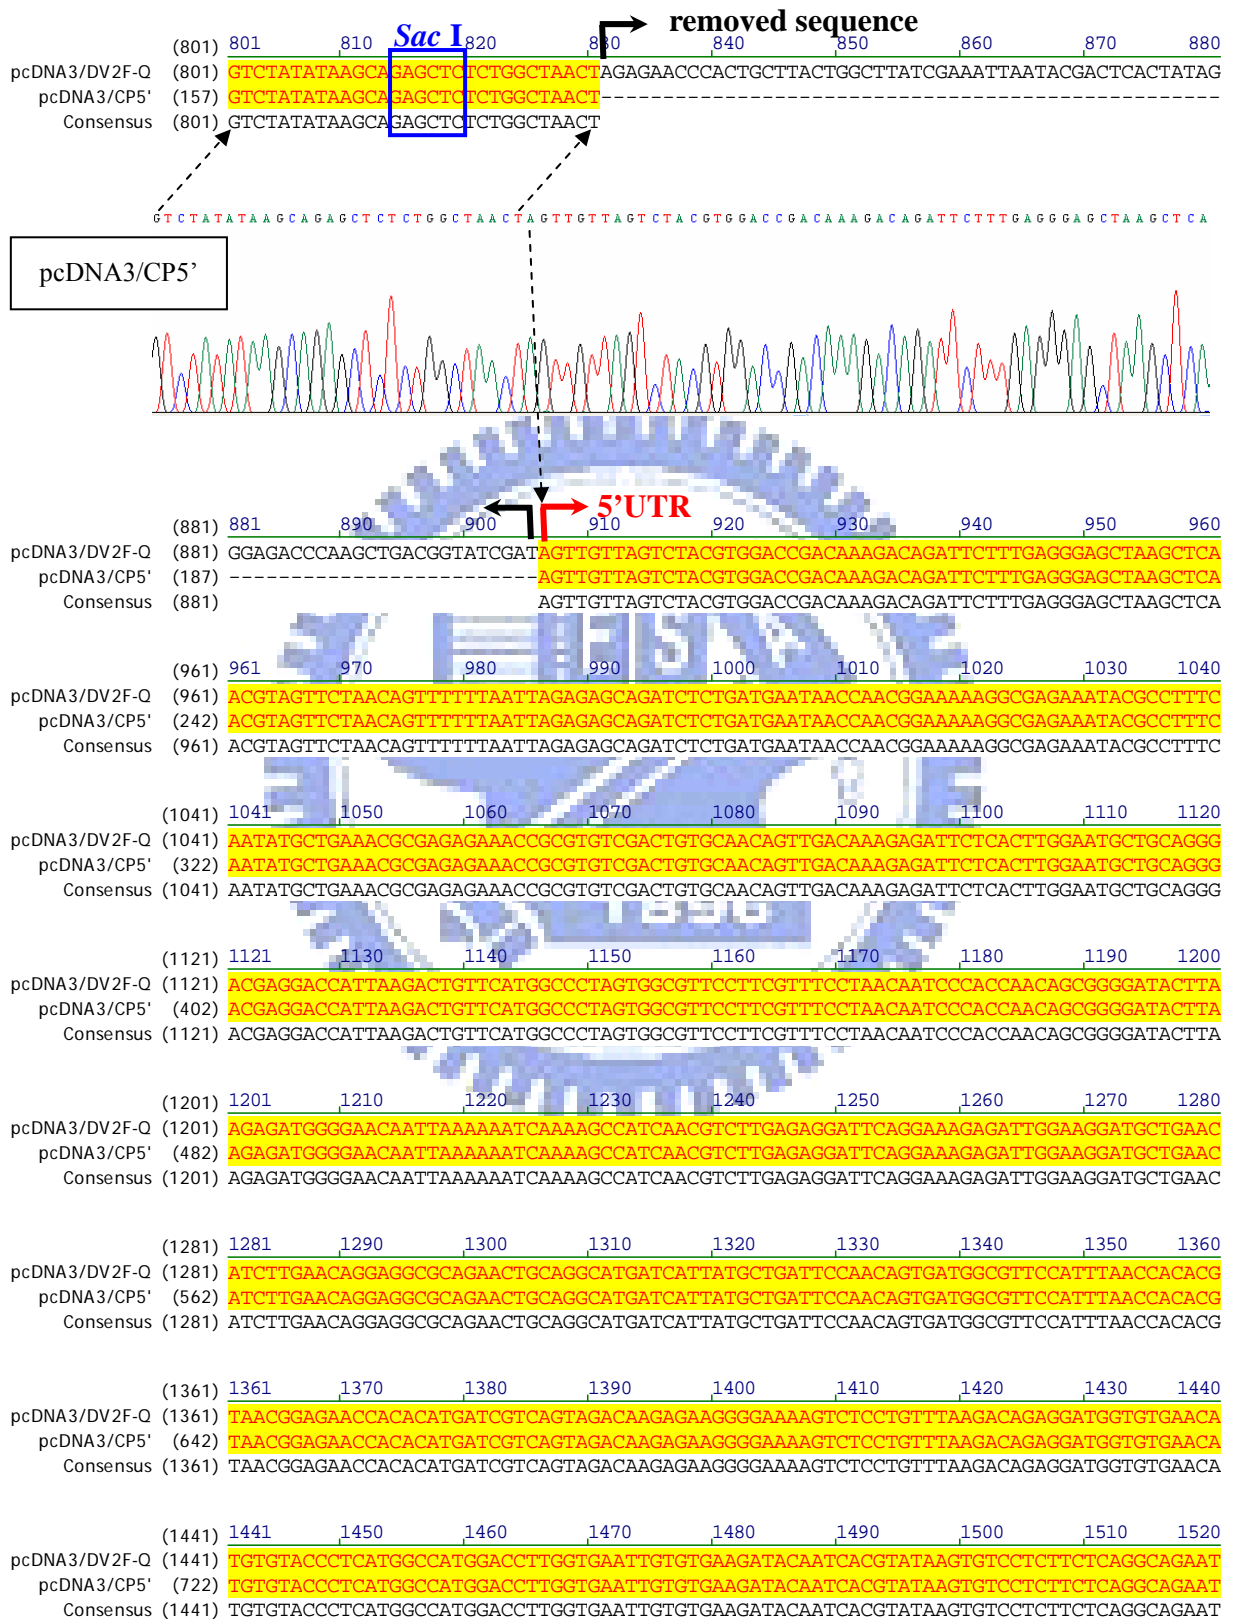 removed sequence
Sac I
(801) 801 810 820 830 840 850 860 870 880
pcDNA3/DV2F-Q (801) GTCTATATAAGCAGAGCTCTCTGGCTAACTAGAGAACCCACTGCTTACTGGCTTATCGAAATTAATACGACTCACTATAG
pcDNA3/CP5' (157) GTCTATATAAGCAGAGCTCTCTGGCTAACT--------------------------------------------------
Consensus (801) GTCTATATAAGCAGAGCTCTCTGGCTAACT
GTCTATATAAGCAGAGCTCTCTGGCTAACTAGTTGTTAGTCTACGTGGACCGACAAAGACAGATTCTTTGAGGGAGCTAAGCTCA
pcDNA3/CP5’
5’UTR
(881) 881 890 900 910 920 930 940 950 960
pcDNA3/DV2F-Q (881) GGAGACCCAAGCTGACGGTATCGATAGTTGTTAGTCTACGTGGACCGACAAAGACAGATTCTTTGAGGGAGCTAAGCTCA
pcDNA3/CP5' (187) -------------------------AGTTGTTAGTCTACGTGGACCGACAAAGACAGATTCTTTGAGGGAGCTAAGCTCA
Consensus (881) AGTTGTTAGTCTACGTGGACCGACAAAGACAGATTCTTTGAGGGAGCTAAGCTCA
(961) 961 970 980 990 1000 1010 1020 1030 1040
pcDNA3/DV2F-Q (961) ACGTAGTTCTAACAGTTTTTTAATTAGAGAGCAGATCTCTGATGAATAACCAACGGAAAAAGGCGAGAAATACGCCTTTC
pcDNA3/CP5' (242) ACGTAGTTCTAACAGTTTTTTAATTAGAGAGCAGATCTCTGATGAATAACCAACGGAAAAAGGCGAGAAATACGCCTTTC
Consensus (961) ACGTAGTTCTAACAGTTTTTTAATTAGAGAGCAGATCTCTGATGAATAACCAACGGAAAAAGGCGAGAAATACGCCTTTC
(1041) 1041 1050 1060 1070 1080 1090 1100 1110 1120
pcDNA3/DV2F-Q (1041) AATATGCTGAAACGCGAGAGAAACCGCGTGTCGACTGTGCAACAGTTGACAAAGAGATTCTCACTTGGAATGCTGCAGGG
pcDNA3/CP5' (322) AATATGCTGAAACGCGAGAGAAACCGCGTGTCGACTGTGCAACAGTTGACAAAGAGATTCTCACTTGGAATGCTGCAGGG
Consensus (1041) AATATGCTGAAACGCGAGAGAAACCGCGTGTCGACTGTGCAACAGTTGACAAAGAGATTCTCACTTGGAATGCTGCAGGG
(1121) 1121 1130 1140 1150 1160 1170 1180 1190 1200
pcDNA3/DV2F-Q (1121) ACGAGGACCATTAAGACTGTTCATGGCCCTAGTGGCGTTCCTTCGTTTCCTAACAATCCCACCAACAGCGGGGATACTTA
pcDNA3/CP5' (402) ACGAGGACCATTAAGACTGTTCATGGCCCTAGTGGCGTTCCTTCGTTTCCTAACAATCCCACCAACAGCGGGGATACTTA
Consensus (1121) ACGAGGACCATTAAGACTGTTCATGGCCCTAGTGGCGTTCCTTCGTTTCCTAACAATCCCACCAACAGCGGGGATACTTA
(1201) 1201 1210 1220 1230 1240 1250 1260 1270 1280
pcDNA3/DV2F-Q (1201) AGAGATGGGGAACAATTAAAAAATCAAAAGCCATCAACGTCTTGAGAGGATTCAGGAAAGAGATTGGAAGGATGCTGAAC
pcDNA3/CP5' (482) AGAGATGGGGAACAATTAAAAAATCAAAAGCCATCAACGTCTTGAGAGGATTCAGGAAAGAGATTGGAAGGATGCTGAAC
Consensus (1201) AGAGATGGGGAACAATTAAAAAATCAAAAGCCATCAACGTCTTGAGAGGATTCAGGAAAGAGATTGGAAGGATGCTGAAC
(1281) 1281 1290 1300 1310 1320 1330 1340 1350 1360
pcDNA3/DV2F-Q (1281) ATCTTGAACAGGAGGCGCAGAACTGCAGGCATGATCATTATGCTGATTCCAACAGTGATGGCGTTCCATTTAACCACACG
pcDNA3/CP5' (562) ATCTTGAACAGGAGGCGCAGAACTGCAGGCATGATCATTATGCTGATTCCAACAGTGATGGCGTTCCATTTAACCACACG
Consensus (1281) ATCTTGAACAGGAGGCGCAGAACTGCAGGCATGATCATTATGCTGATTCCAACAGTGATGGCGTTCCATTTAACCACACG
(1361) 1361 1370 1380 1390 1400 1410 1420 1430 1440
pcDNA3/DV2F-Q (1361) TAACGGAGAACCACACATGATCGTCAGTAGACAAGAGAAGGGGAAAAGTCTCCTGTTTAAGACAGAGGATGGTGTGAACA
pcDNA3/CP5' (642) TAACGGAGAACCACACATGATCGTCAGTAGACAAGAGAAGGGGAAAAGTCTCCTGTTTAAGACAGAGGATGGTGTGAACA
Consensus (1361) TAACGGAGAACCACACATGATCGTCAGTAGACAAGAGAAGGGGAAAAGTCTCCTGTTTAAGACAGAGGATGGTGTGAACA
(1441) 1441 1450 1460 1470 1480 1490 1500 1510 1520
pcDNA3/DV2F-Q (1441) TGTGTACCCTCATGGCCATGGACCTTGGTGAATTGTGTGAAGATACAATCACGTATAAGTGTCCTCTTCTCAGGCAGAAT
pcDNA3/CP5' (722) TGTGTACCCTCATGGCCATGGACCTTGGTGAATTGTGTGAAGATACAATCACGTATAAGTGTCCTCTTCTCAGGCAGAAT
Consensus (1441) TGTGTACCCTCATGGCCATGGACCTTGGTGAATTGTGTGAAGATACAATCACGTATAAGTGTCCTCTTCTCAGGCAGAAT